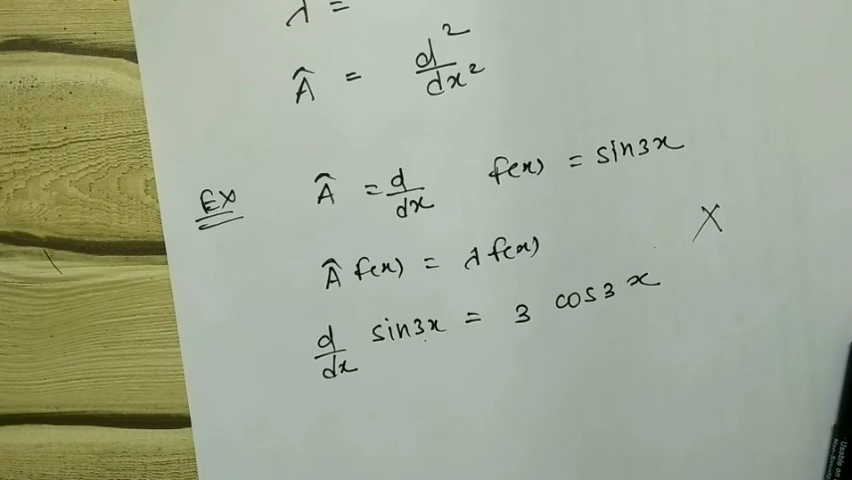 λ =
Â = d²/dx²
EX Â = d/dx f(x) = sin3x
Â f(x) = λ f(x) X
d/dx sin3x = 3 cos3x